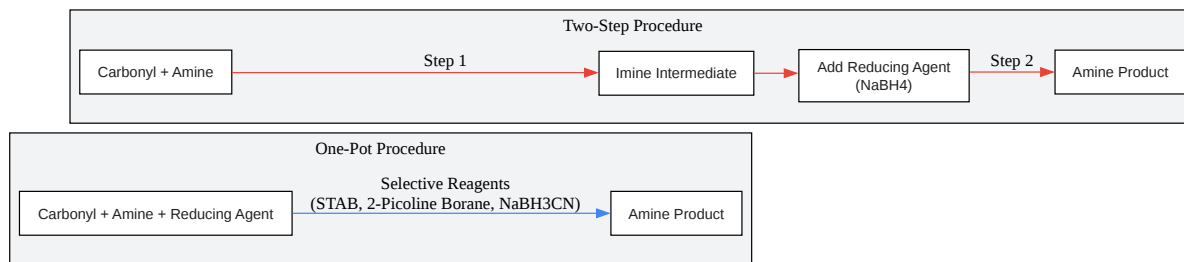 Two-Step Procedure
Carbonyl + Amine
Step 1
Imine Intermediate
Add Reducing Agent
(NaBH4)
Step 2
Amine Product
One-Pot Procedure
Carbonyl + Amine + Reducing Agent
Selective Reagents
(STAB, 2-Picoline Borane, NaBH3CN)
Amine Product